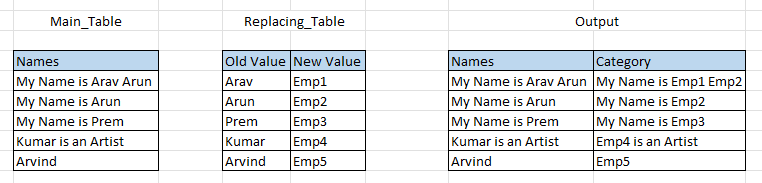 Main_Table Replacing_Table Output
Names Old Value New Value Names Category
My Name is Arav Arun Arav Emp1 My Name is Arav Arun My Name is Emp1 Emp2
My Name is Arun Arun Emp2 My Name is Arun My Name is Emp2
My Name is Prem Prem Emp3 My Name is Prem My Name is Emp3
Kumar is an Artist Kumar Emp4 Kumar is an Artist Emp4 is an Artist
Arvind Arvind Emp5 Arvind Emp5